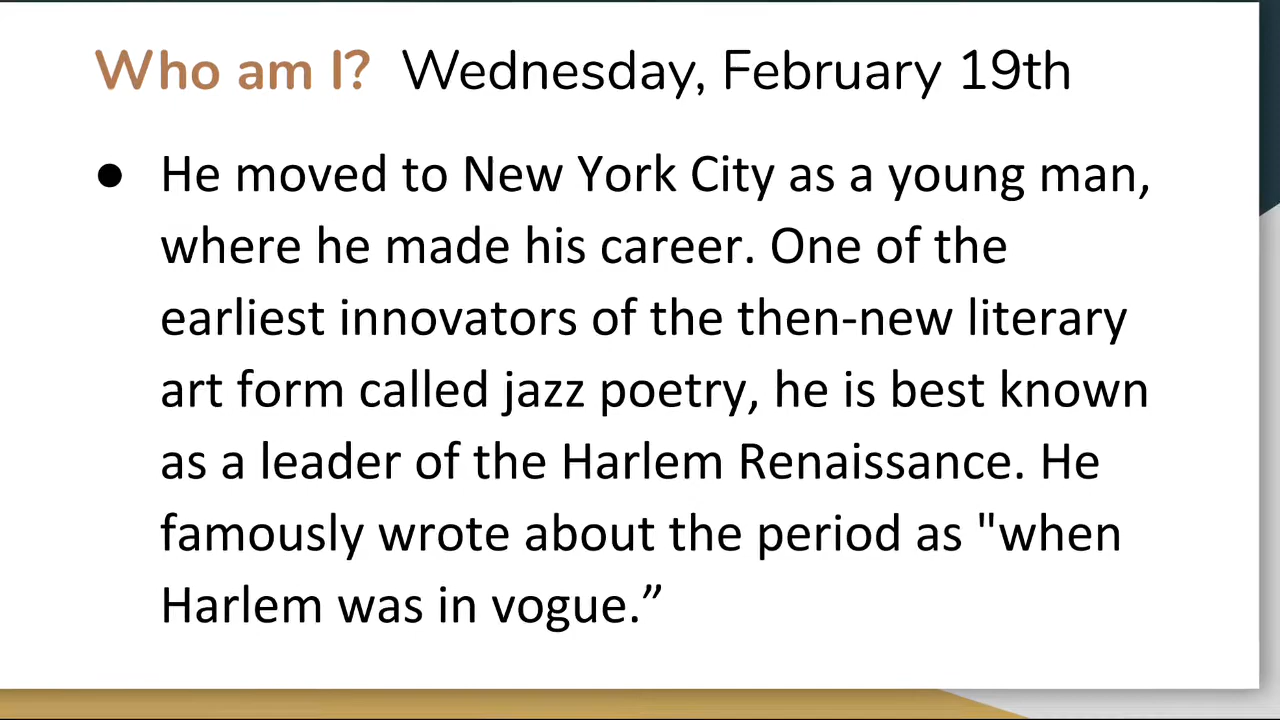 Who am I? Wednesday, February 19th
● He moved to New York City as a young man,
where he made his career. One of the
earliest innovators of the then-new literary
art form called jazz poetry, he is best known
as a leader of the Harlem Renaissance. He
famously wrote about the period as "when
Harlem was in vogue.”